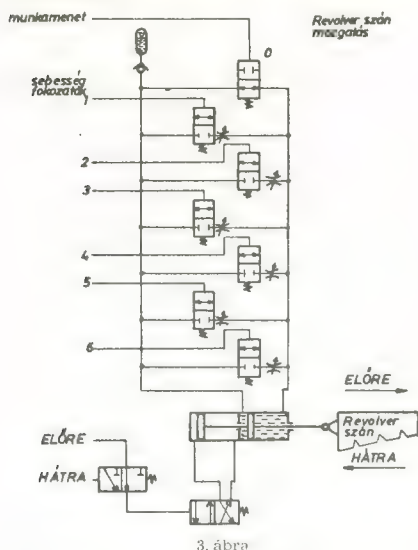 munkamenet
Revolver szán
mozgatás
0
sebesség
fokozatok
1
2
3
4
5
6
ELŐRE
Revolver
szán
HÁTRA
ELŐRE
HÁTRA
3. ábra